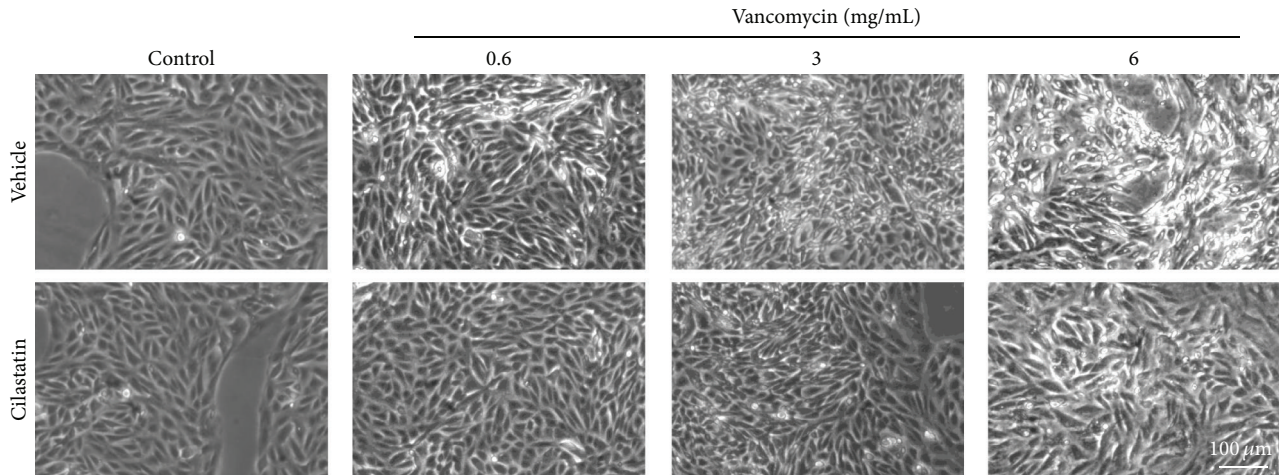 Vancomycin (mg/mL)
Control
0.6
3
6
Vehicle
Cilastatin
100 μm